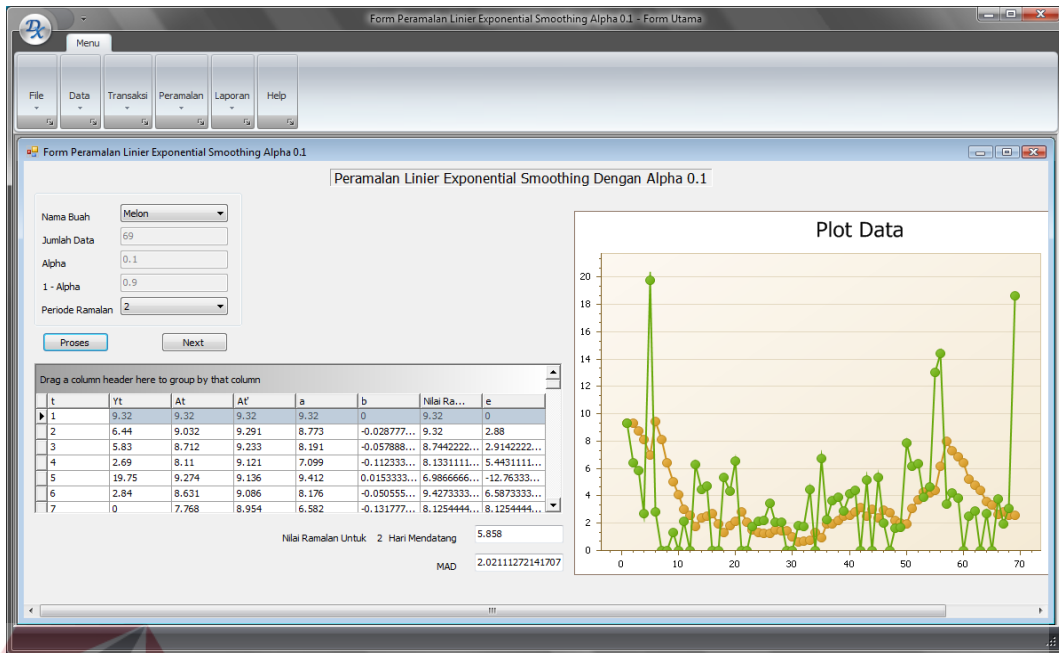 Form Peramalan Linier Exponential Smoothing Alpha 0.1 - Form Utama
Menu
File Data Transaksi Peramalan Laporan Help
Form Peramalan Linier Exponential Smoothing Alpha 0.1
Peramalan Linier Exponential Smoothing Dengan Alpha 0.1
Nama Buah Melon
Jumlah Data 69
Alpha 0.1
1 - Alpha 0.9
Periode Ramalan 2
Proses Next
Drag a column header here to group by that column
t Yt At At' a b Nilai Ra... e
1 9.32 9.32 9.32 9.32 0 9.32 0
2 6.44 9.032 9.291 8.773 -0.028777... 9.32 2.88
3 5.83 8.712 9.233 8.191 -0.057888... 8.7442222... 2.9142222...
4 2.69 8.11 9.121 7.099 -0.112333... 8.1331111... 5.4431111...
5 19.75 9.274 9.136 9.412 0.0153333... 6.9866666... -12.76333...
6 2.84 8.631 9.086 8.176 -0.050555... 9.4273333... 6.5873333...
7 0 7.768 8.954 6.582 -0.131777... 8.1254444... 8.1254444...
Nilai Ramalan Untuk 2 Hari Mendatang 5.858
MAD 2.02111272141707
Plot Data
20
18
16
14
12
10
8
6
4
2
0
0 10 20 30 40 50 60 70